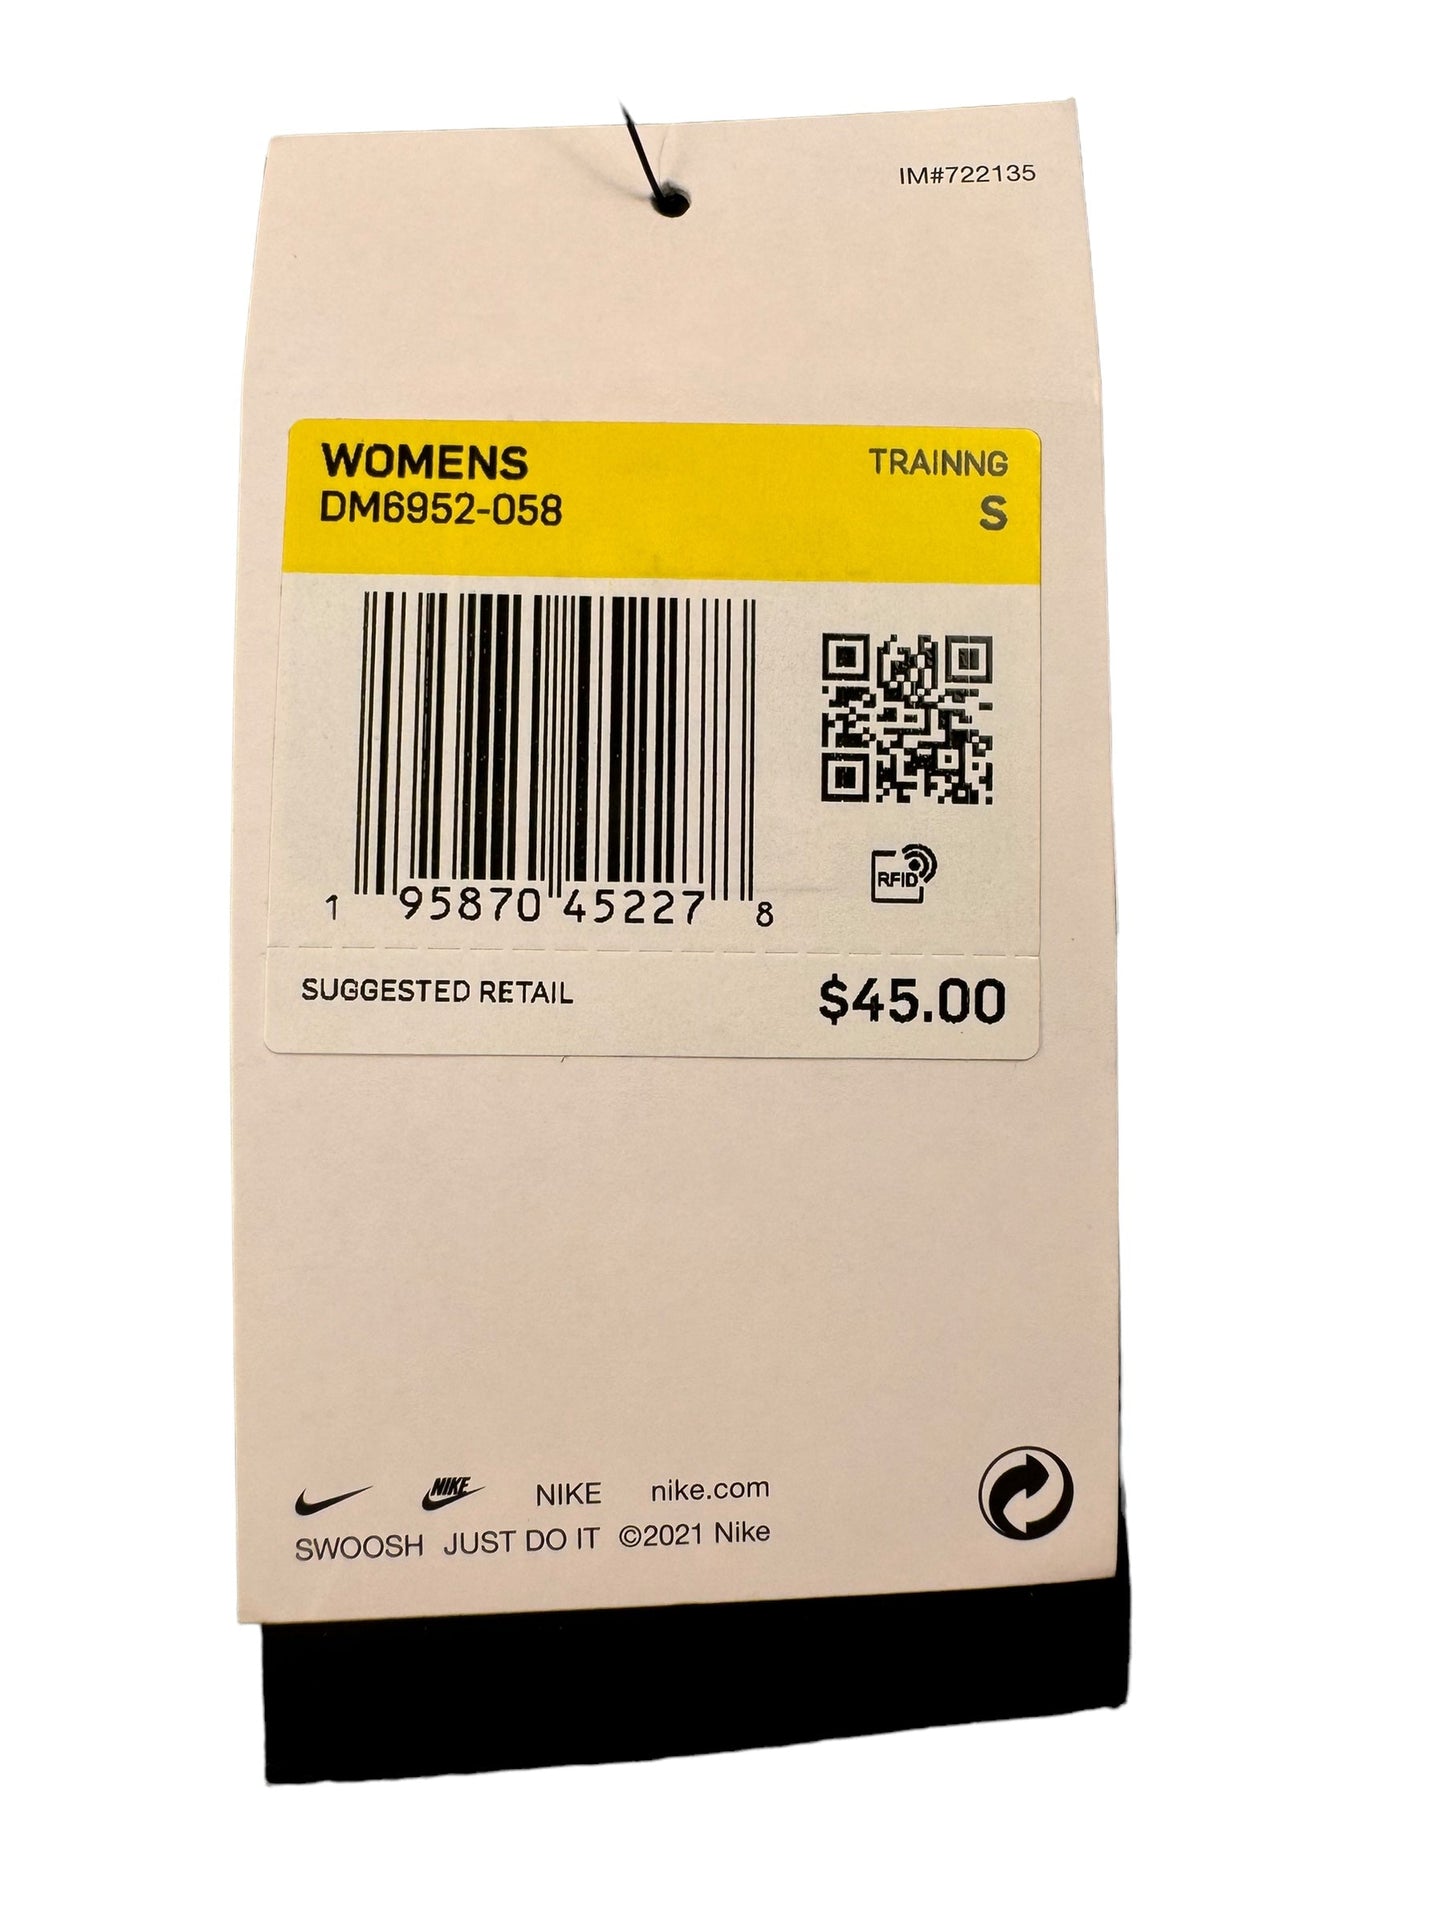 IM#722135
WOMENS TRAINNG
DM6952-058 S
1 95870 45227 8
RFID
SUGGESTED RETAIL $45.00
NIKE NIKE nike.com
SWOOSH JUST DO IT ©2021 Nike